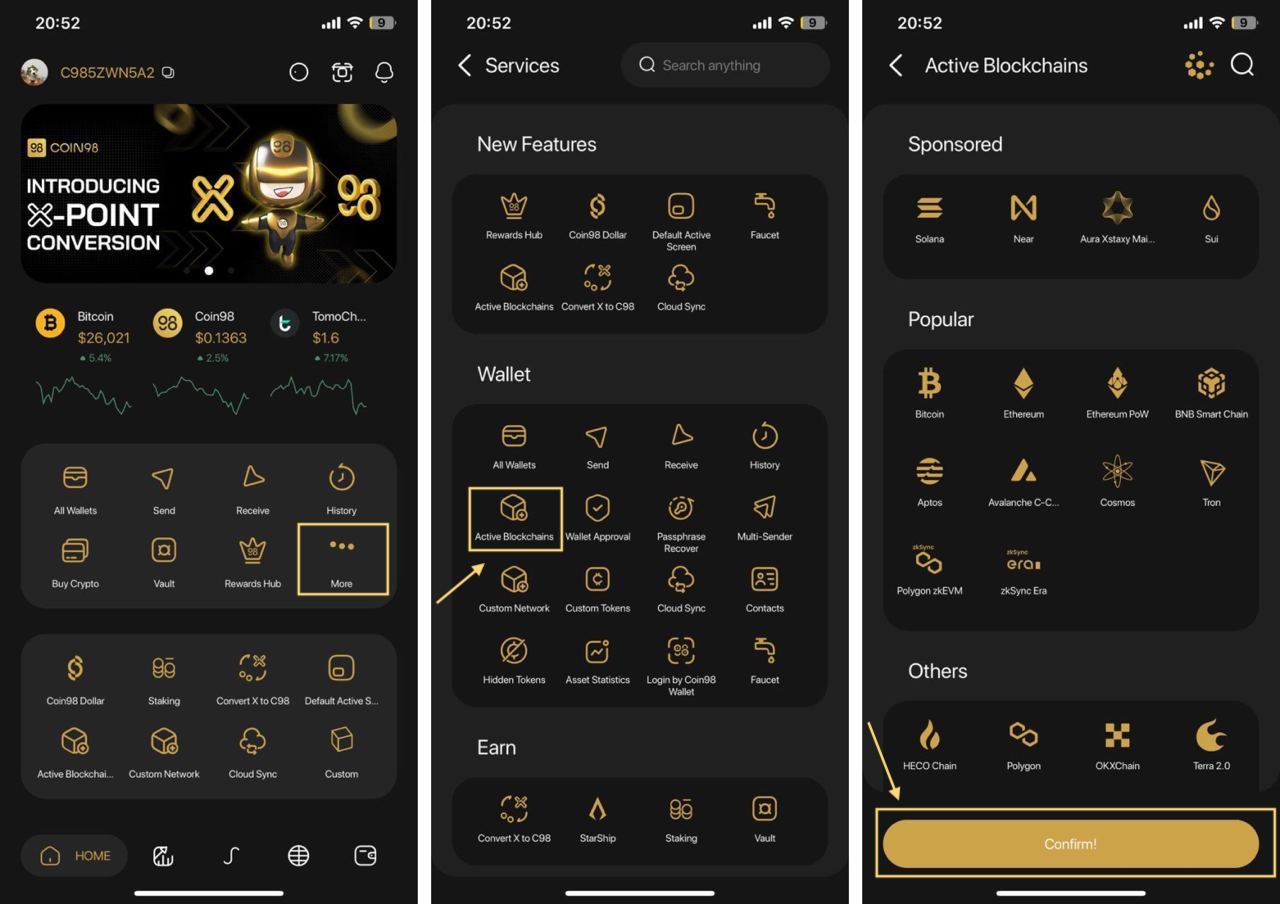 20:52
9
C985ZWN5A2
98 COIN98
INTRODUCING
X-POINT
CONVERSION
98
98
Bitcoin
$26,021
5.4%
98
Coin98
$0.1363
2.5%
TomoCh...
$1.6
7.17%
All Wallets
Send
Receive
History
Buy Crypto
Vault
Rewards Hub
More
Coin98 Dollar
Staking
Convert X to C98
Default Active S...
Active Blockchai...
Custom Network
Cloud Sync
Custom
HOME
20:52
9
Services
Search anything
New Features
Rewards Hub
Coin98 Dollar
Default Active
Screen
Faucet
Active Blockchains
Convert X to C98
Cloud Sync
Wallet
All Wallets
Send
Receive
History
Active Blockchains
Wallet Approval
Passphrase
Recover
Multi-Sender
Custom Network
Custom Tokens
Cloud Sync
Contacts
Hidden Tokens
Asset Statistics
Login by Coin98
Wallet
Faucet
Earn
Convert X to C98
StarShip
Staking
Vault
20:52
9
Active Blockchains
Sponsored
Solana
Near
Aura Xstaxy Mai...
Sui
Popular
Bitcoin
Ethereum
Ethereum PoW
BNB Smart Chain
Aptos
Avalanche C-C...
Cosmos
Tron
zkSync
Polygon zkEVM
zkSync
era
zkSync Era
Others
HECO Chain
Polygon
OKXChain
Terra 2.0
Confirm!